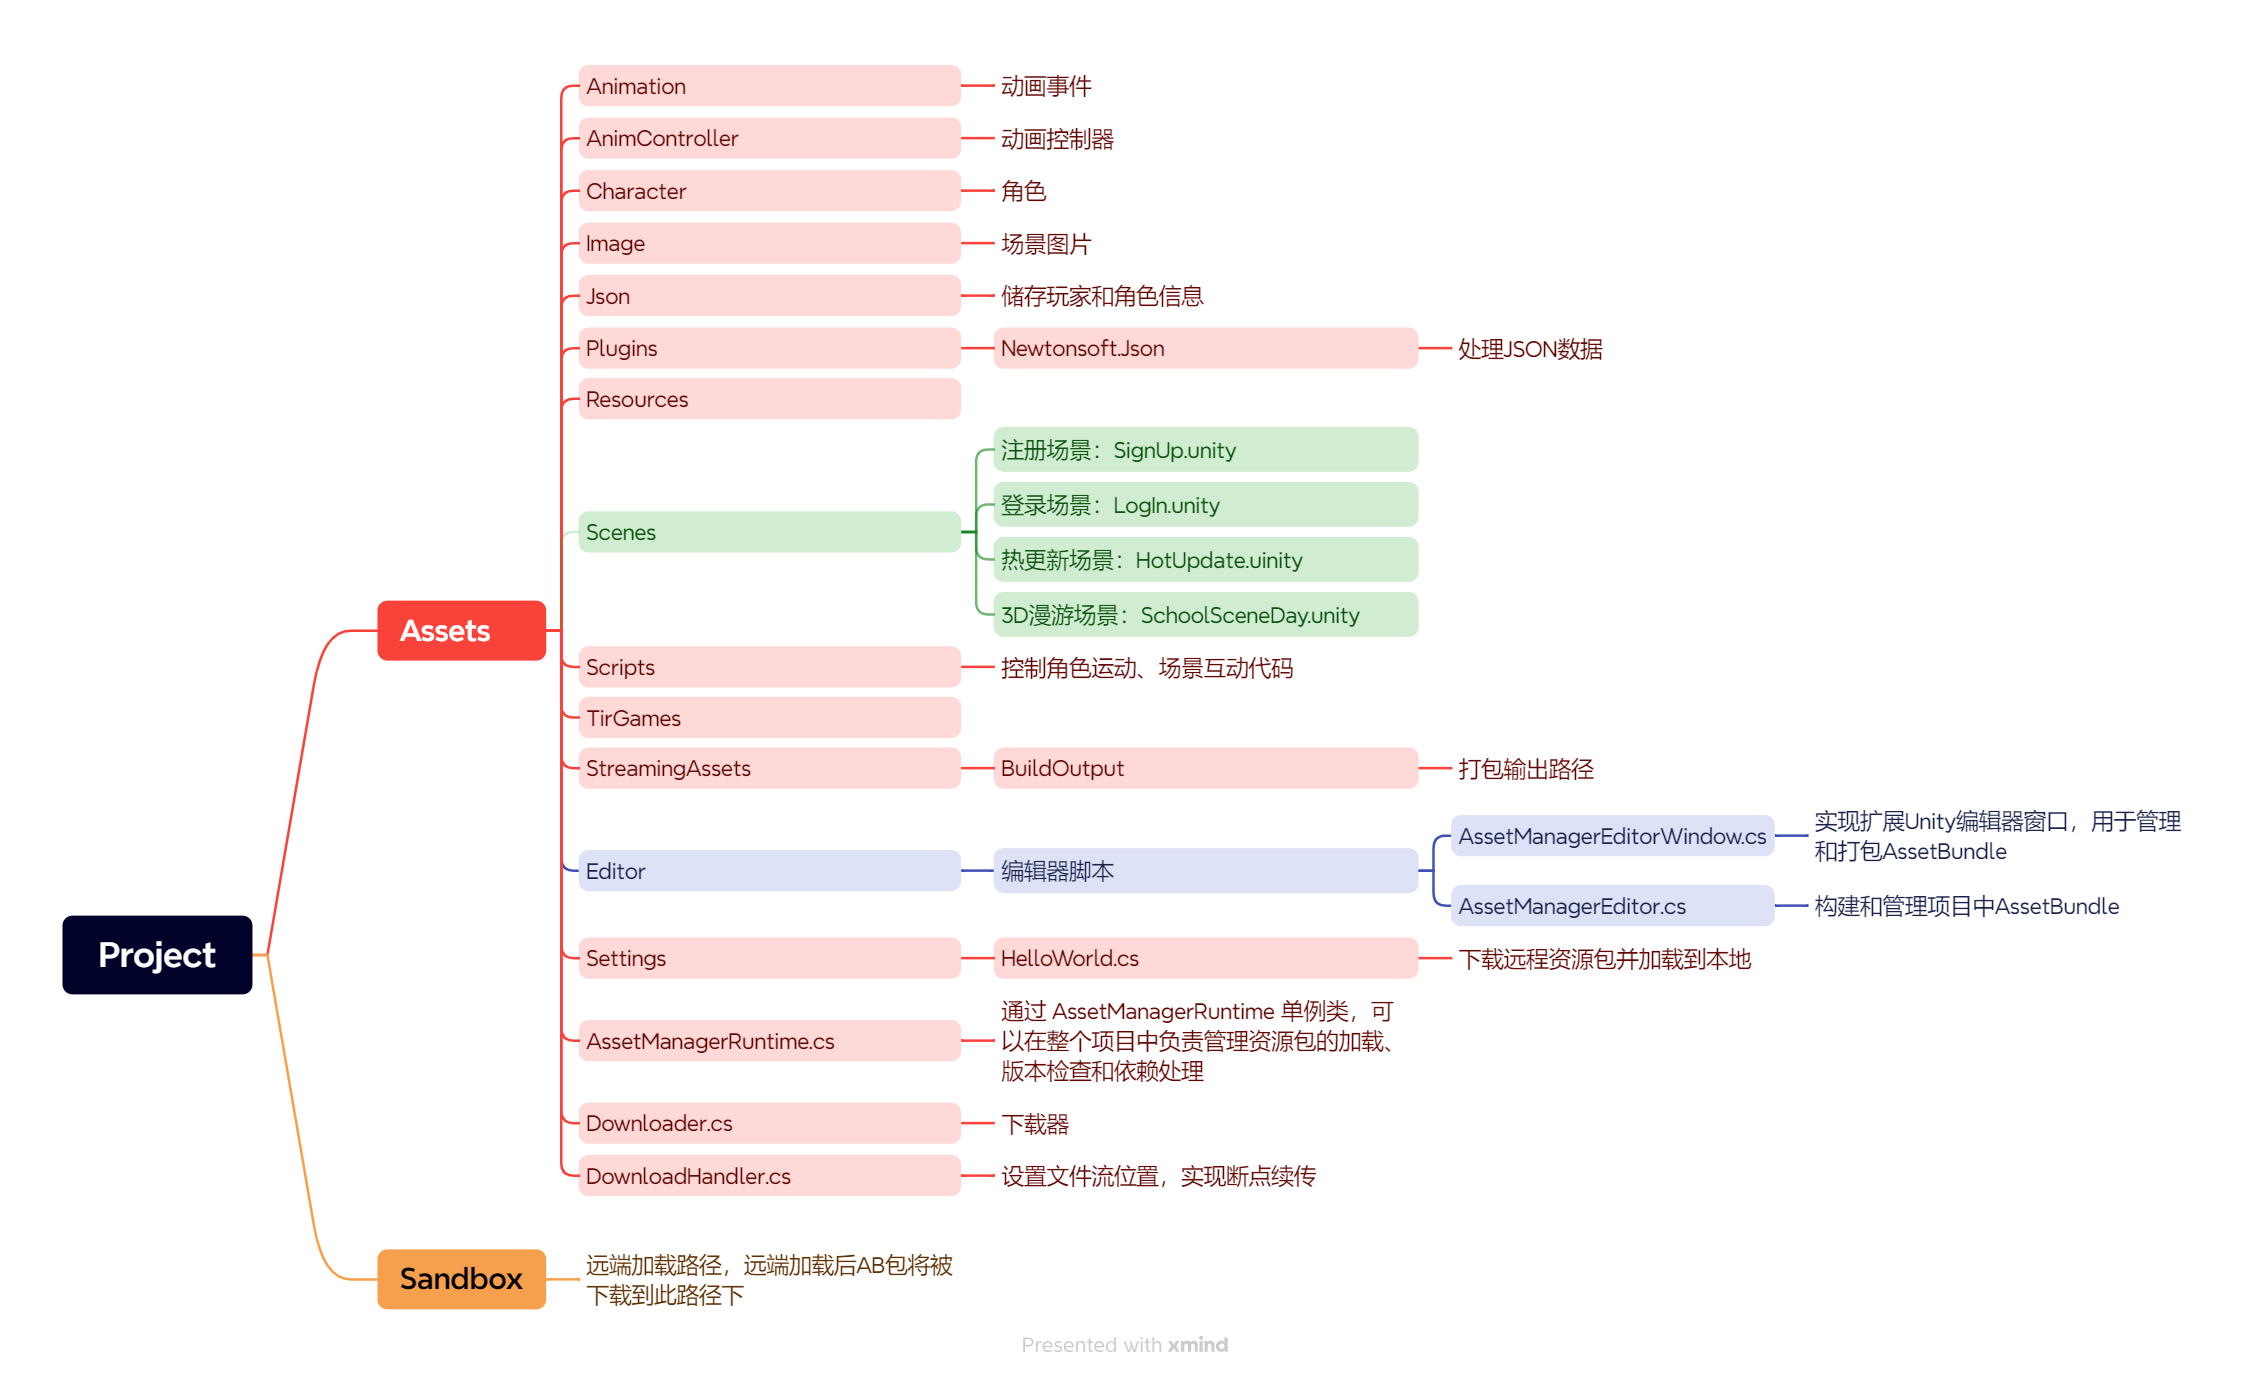 Animation
动画事件
AnimController
动画控制器
Character
角色
Image
场景图片
Json
储存玩家和角色信息
Plugins
Newtonsoft.Json
处理JSON数据
Resources
Scenes
注册场景：SignUp.unity
登录场景：LogIn.unity
热更新场景：HotUpdate.uinity
3D漫游场景：SchoolSceneDay.unity
Assets
Scripts
控制角色运动、场景互动代码
TirGames
StreamingAssets
BuildOutput
打包输出路径
Editor
编辑器脚本
AssetManagerEditorWindow.cs
实现扩展Unity编辑器窗口，用于管理
和打包AssetBundle
AssetManagerEditor.cs
构建和管理项目中AssetBundle
Project
Settings
HelloWorld.cs
下载远程资源包并加载到本地
AssetManagerRuntime.cs
通过 AssetManagerRuntime 单例类，可
以在整个项目中负责管理资源包的加载、
版本检查和依赖处理
Downloader.cs
下载器
DownloadHandler.cs
设置文件流位置，实现断点续传
Sandbox
远端加载路径，远端加载后AB包将被
下载到此路径下
Presented with xmind